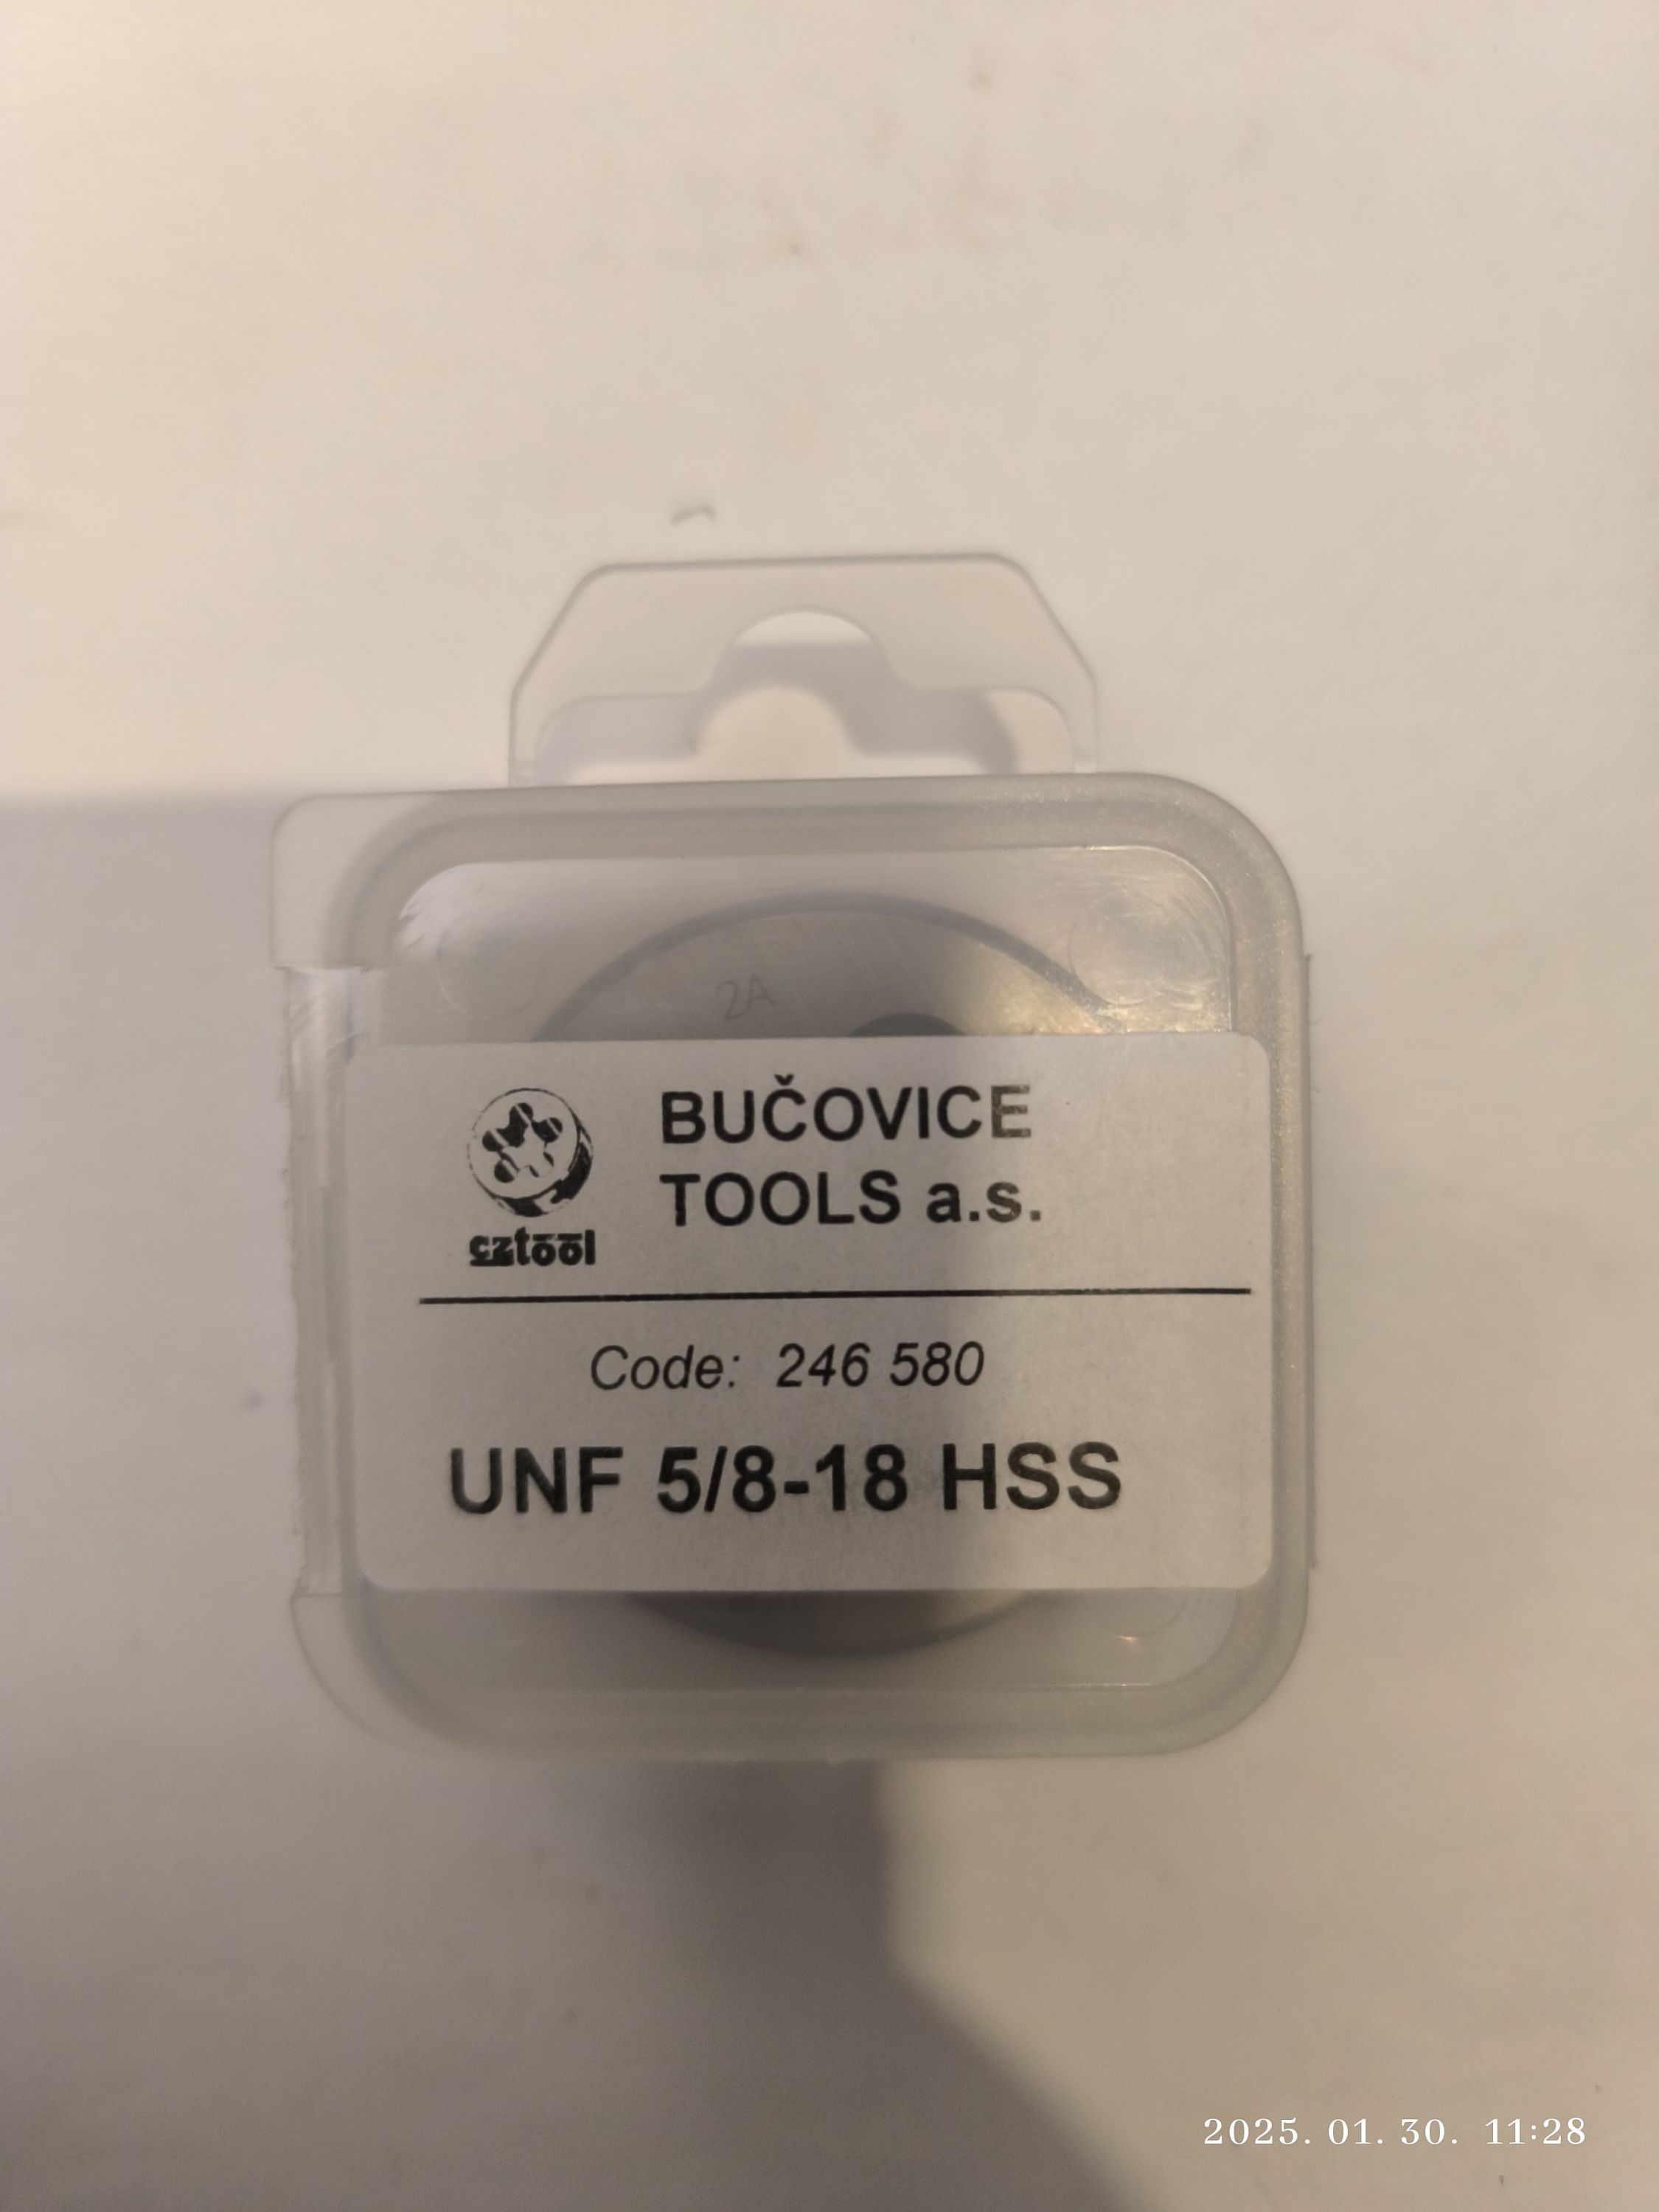 2A
BUČOVICE
TOOLS a.s.
cztool
Code: 246 580
UNF 5/8-18 HSS
2025. 01. 30. 11:28